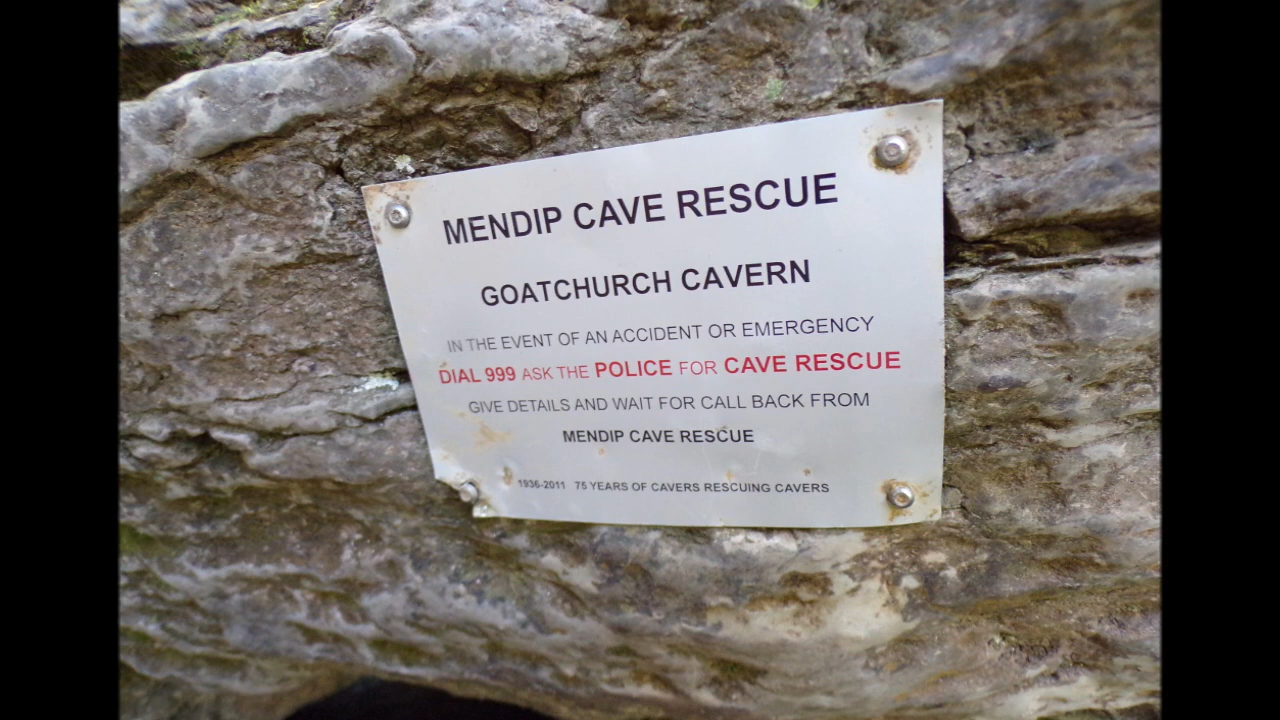 MENDIP CAVE RESCUE
GOATCHURCH CAVERN
IN THE EVENT OF AN ACCIDENT OR EMERGENCY
DIAL 999 ASK THE POLICE FOR CAVE RESCUE
GIVE DETAILS AND WAIT FOR CALL BACK FROM
MENDIP CAVE RESCUE
1936-2011 75 YEARS OF CAVERS RESCUING CAVERS